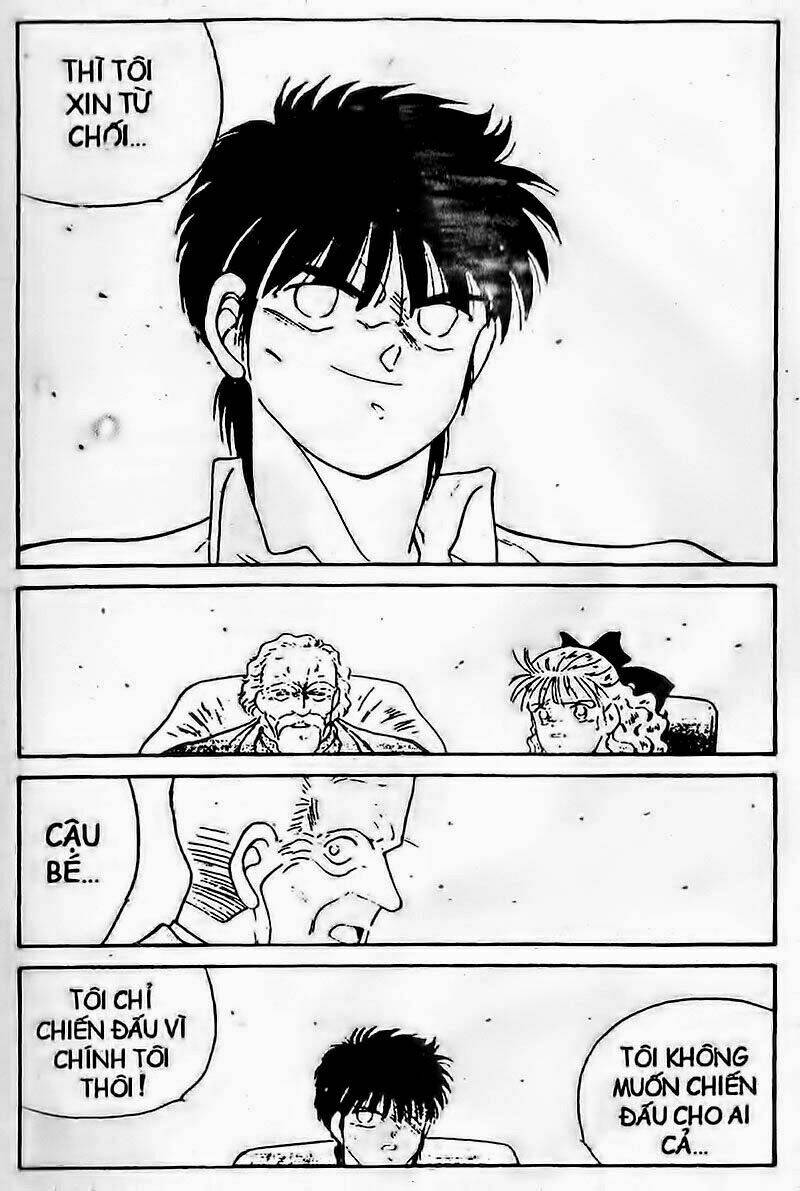 THÌ TÔI
XIN TỪ
CHỐI...
CẬU
BÉ...
TÔI KHÔNG
MUỐN CHIẾN
ĐẤU CHO AI
CẢ...
TÔI CHỈ
CHIẾN ĐẤU VÌ
CHÍNH TÔI
THÔI!